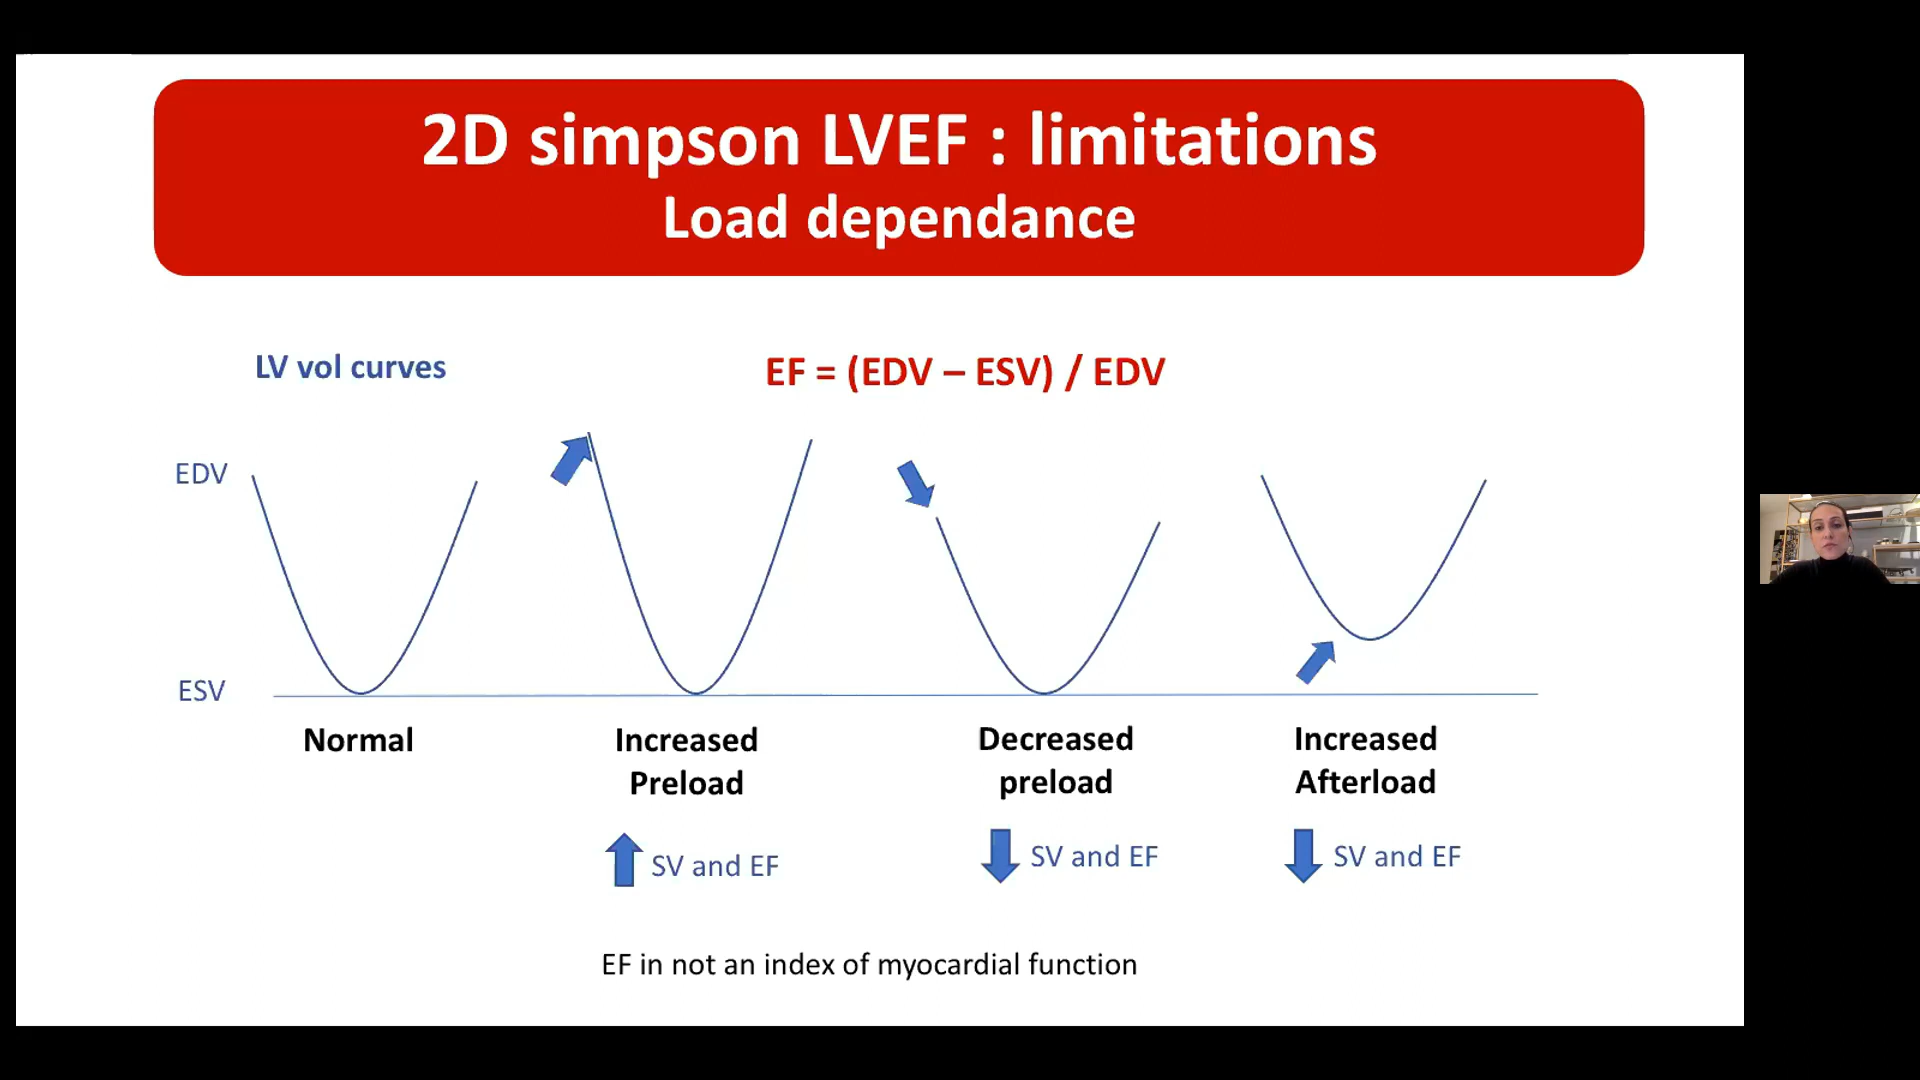 2D simpson LVEF : limitations
Load dependance
LV vol curves
EF = (EDV – ESV) / EDV
EDV
ESV
Normal
Increased
Preload
Decreased
preload
Increased
Afterload
SV and EF
SV and EF
SV and EF
EF in not an index of myocardial function